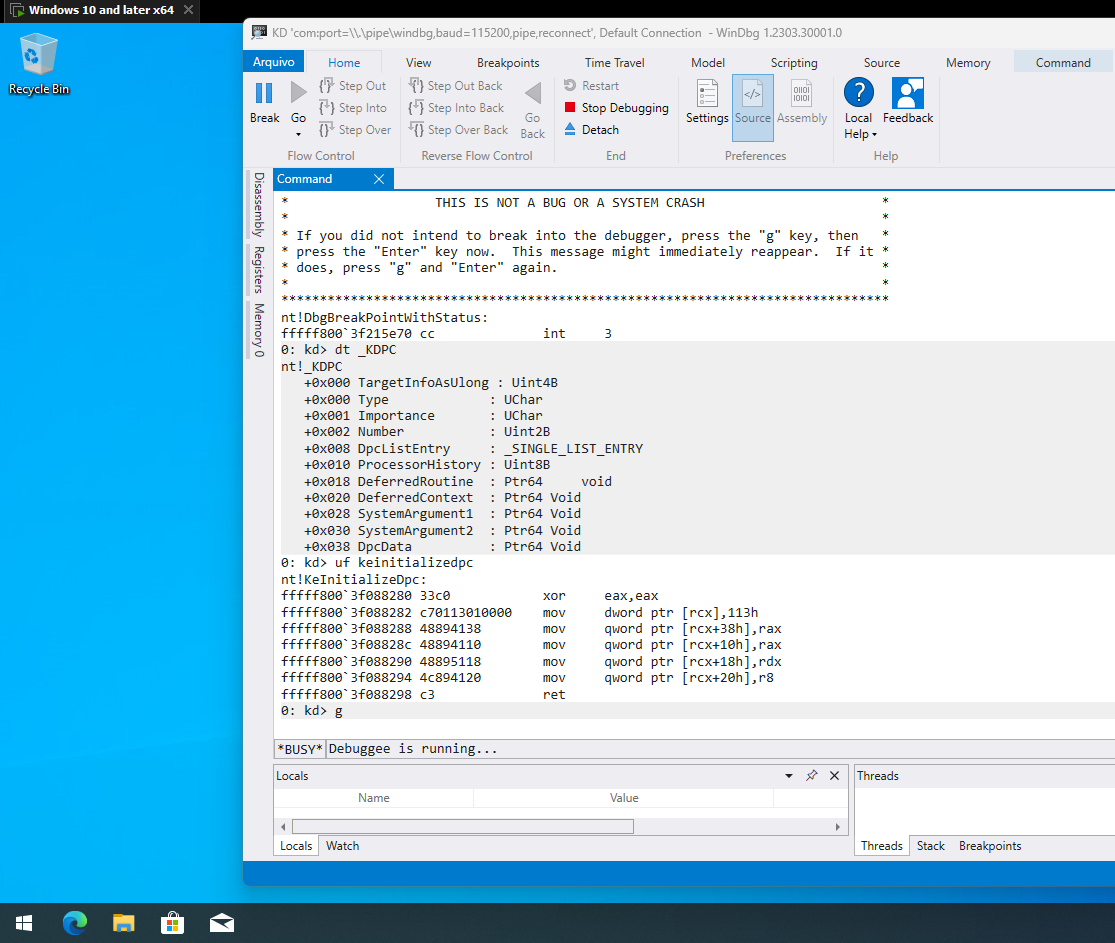 Windows 10 and later x64
Recycle Bin
KD 'com:port=\\.\pipe\windbg,baud=115200,pipe,reconnect', Default Connection - WinDbg 1.2303.30001.0
Arquivo Home View Breakpoints Time Travel Model Scripting Source Memory Command
Break Go Step Out Step Out Back Go Back Restart Settings Source Assembly Local Help Feedback
Step Into Step Into Back Stop Debugging
Step Over Step Over Back Detach
Flow Control Reverse Flow Control End Preferences Help
Disassembly
Registers
Memory 0
Command
* THIS IS NOT A BUG OR A SYSTEM CRASH *
* *
* If you did not intend to break into the debugger, press the "g" key, then *
* press the "Enter" key now. This message might immediately reappear. If it *
* does, press "g" and "Enter" again. *
* *
*******************************************************************************
nt!DbgBreakPointWithStatus:
fffff800`3f215e70 cc int 3
0: kd> dt _KDPC
nt!_KDPC
+0x000 TargetInfoAsUlong : Uint4B
+0x000 Type : UChar
+0x001 Importance : UChar
+0x002 Number : Uint2B
+0x008 DpcListEntry : _SINGLE_LIST_ENTRY
+0x010 ProcessorHistory : Uint8B
+0x018 DeferredRoutine : Ptr64 void
+0x020 DeferredContext : Ptr64 Void
+0x028 SystemArgument1 : Ptr64 Void
+0x030 SystemArgument2 : Ptr64 Void
+0x038 DpcData : Ptr64 Void
0: kd> uf keinitializedpc
nt!KeInitializeDpc:
fffff800`3f088280 33c0 xor eax,eax
fffff800`3f088282 c70113010000 mov dword ptr [rcx],113h
fffff800`3f088288 48894138 mov qword ptr [rcx+38h],rax
fffff800`3f08828c 48894110 mov qword ptr [rcx+10h],rax
fffff800`3f088290 48895118 mov qword ptr [rcx+18h],rdx
fffff800`3f088294 4c894120 mov qword ptr [rcx+20h],r8
fffff800`3f088298 c3 ret
0: kd> g
*BUSY* Debuggee is running...
Locals Threads
Name Value
Locals Watch Threads Stack Breakpoints